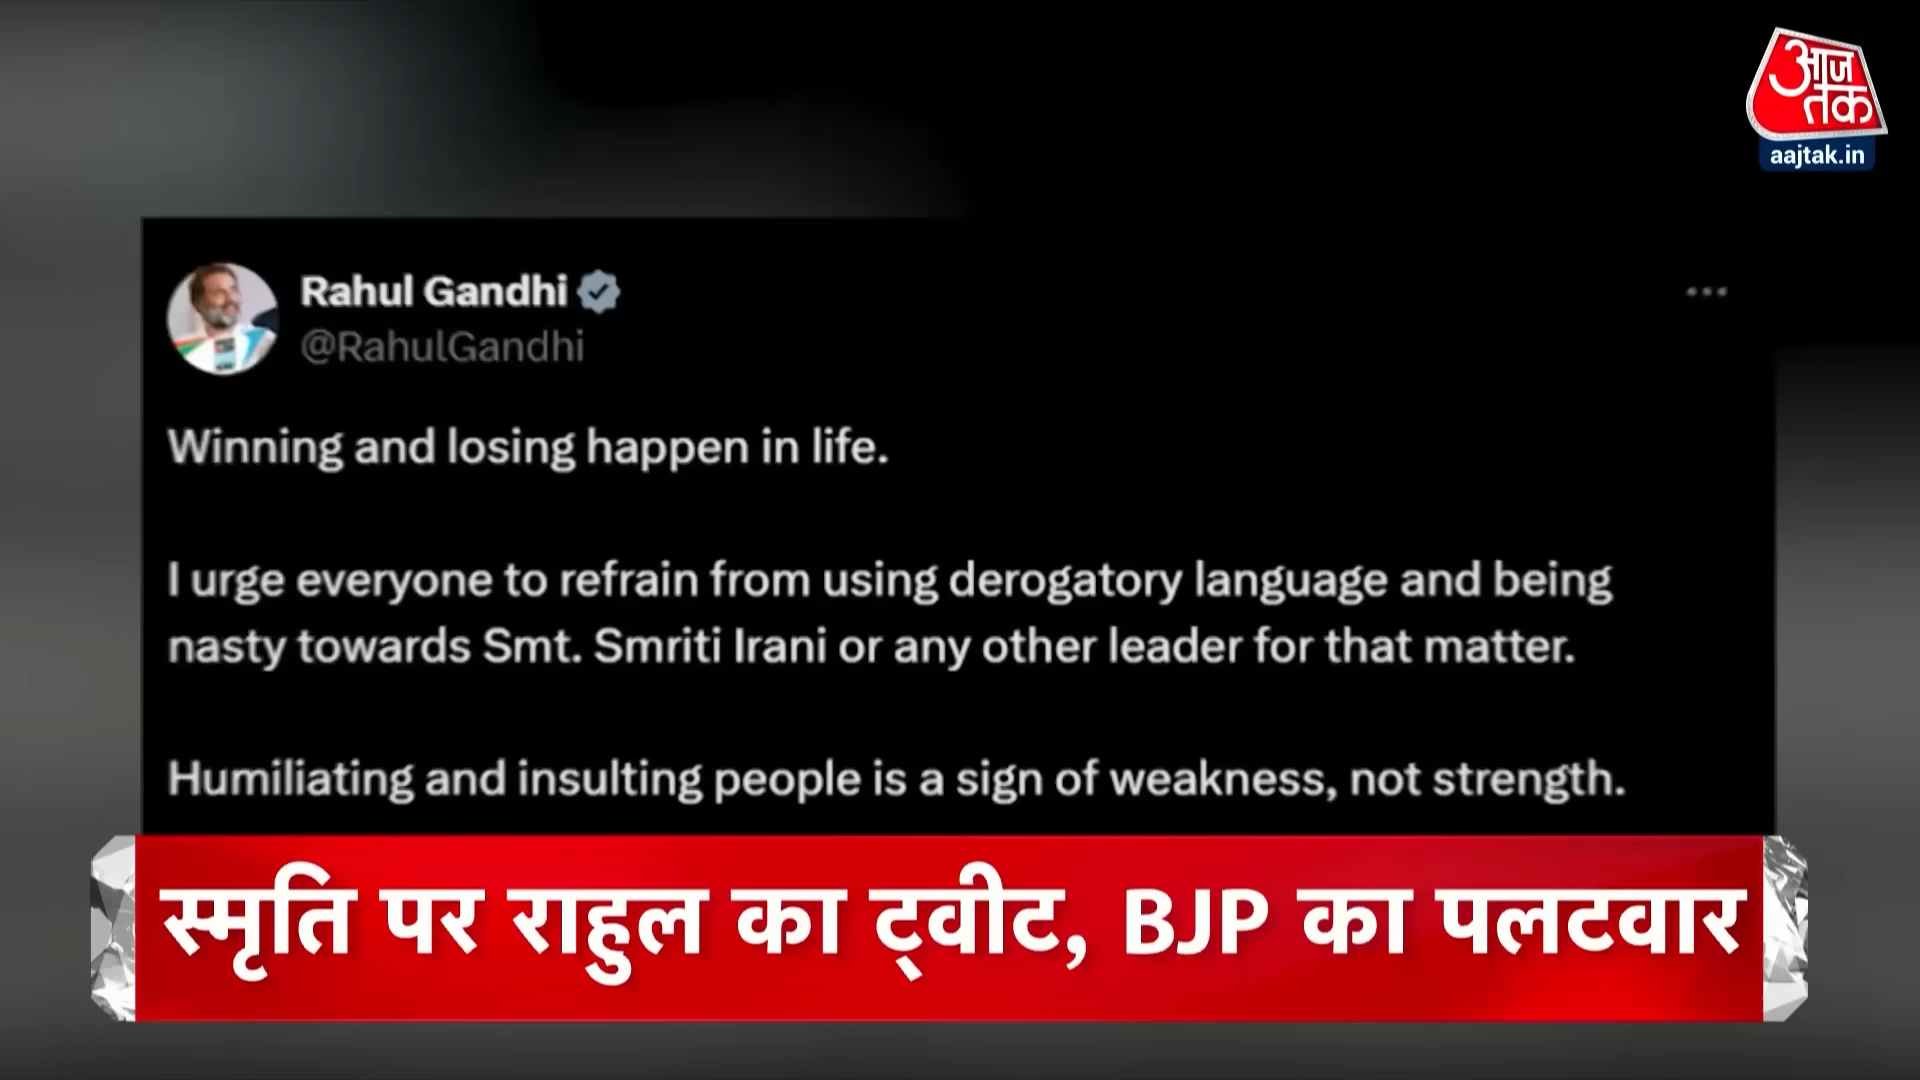 आज
तक
aajtak.in
Rahul Gandhi
@RahulGandhi
Winning and losing happen in life.
I urge everyone to refrain from using derogatory language and being
nasty towards Smt. Smriti Irani or any other leader for that matter.
Humiliating and insulting people is a sign of weakness, not strength.
स्मृति पर राहुल का ट्वीट, BJP का पलटवार